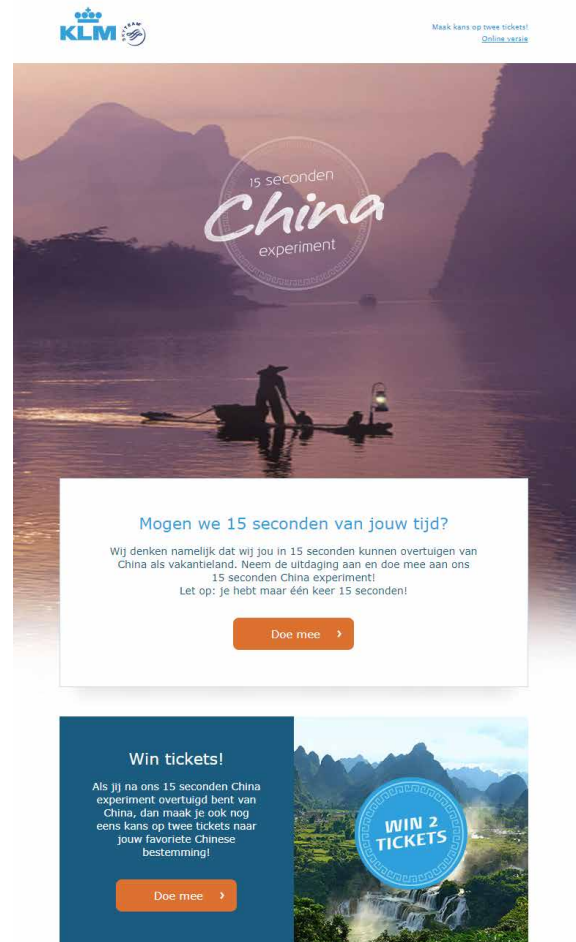 KLM
SKYTEAM
Maak kans op twee tickets!
Online versie
15 seconden
China
experiment
Mogen we 15 seconden van jouw tijd?
Wij denken namelijk dat wij jou in 15 seconden kunnen overtuigen van
China als vakantieland. Neem de uitdaging aan en doe mee aan ons
15 seconden China experiment!
Let op: je hebt maar één keer 15 seconden!
Doe mee ›
Win tickets!
Als jij na ons 15 seconden China
experiment overtuigd bent van
China, dan maak je ook nog
eens kans op twee tickets naar
jouw favoriete Chinese
bestemming!
Doe mee ›
WIN 2
TICKETS